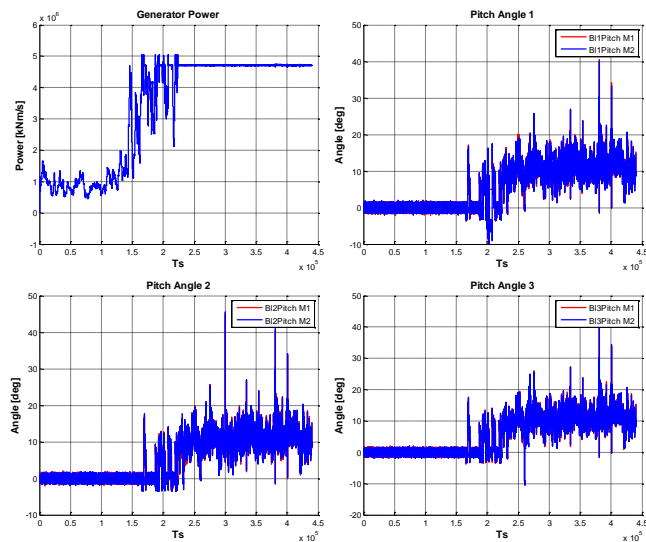 Generator Power
x 10^6
Power [kNm/s]
5
4
3
2
1
0
-1
0 0.5 1 1.5 2 2.5 3 3.5 4 4.5
x 10^5
Ts
Pitch Angle 1
Bl1Pitch M1
Bl1Pitch M2
Angle [deg]
50
40
30
20
10
0
-10
0 0.5 1 1.5 2 2.5 3 3.5 4 4.5
x 10^5
Ts
Pitch Angle 2
Bl2Pitch M1
Bl2Pitch M2
Angle [deg]
50
40
30
20
10
0
-10
0 0.5 1 1.5 2 2.5 3 3.5 4 4.5
x 10^5
Ts
Pitch Angle 3
Bl3Pitch M1
Bl3Pitch M2
Angle [deg]
50
40
30
20
10
0
-10
-20
0 0.5 1 1.5 2 2.5 3 3.5 4 4.5
x 10^5
Ts